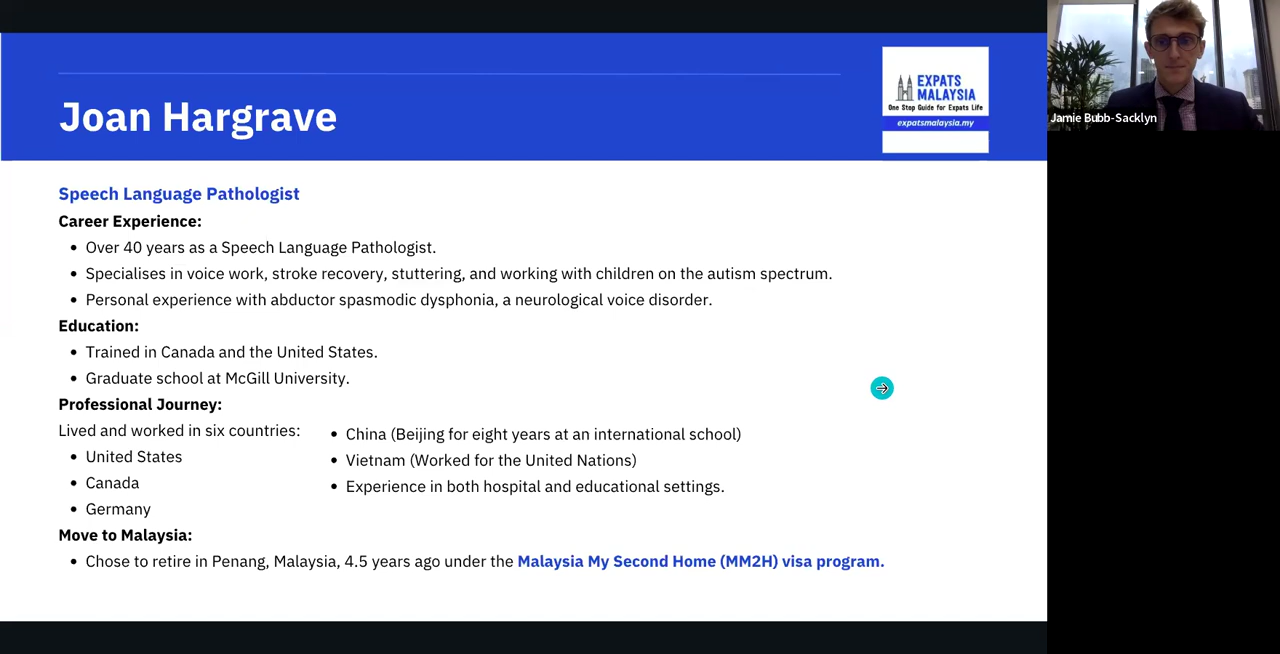 Joan Hargrave
EXPATS
MALAYSIA
One Stop Guide for Expats Life
expatsmalaysia.my
Jamie Bubb-Sacklyn
Speech Language Pathologist
Career Experience:
• Over 40 years as a Speech Language Pathologist.
• Specialises in voice work, stroke recovery, stuttering, and working with children on the autism spectrum.
• Personal experience with abductor spasmodic dysphonia, a neurological voice disorder.
Education:
• Trained in Canada and the United States.
• Graduate school at McGill University.
Professional Journey:
Lived and worked in six countries:
• United States
• Canada
• Germany
• China (Beijing for eight years at an international school)
• Vietnam (Worked for the United Nations)
• Experience in both hospital and educational settings.
Move to Malaysia:
• Chose to retire in Penang, Malaysia, 4.5 years ago under the Malaysia My Second Home (MM2H) visa program.